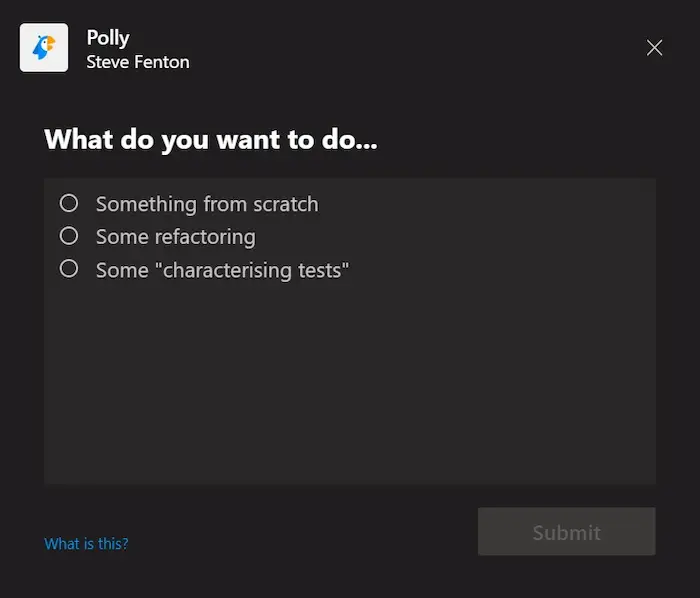 Polly
Steve Fenton
What do you want to do...
Something from scratch
Some refactoring
Some "characterising tests"
What is this?
Submit